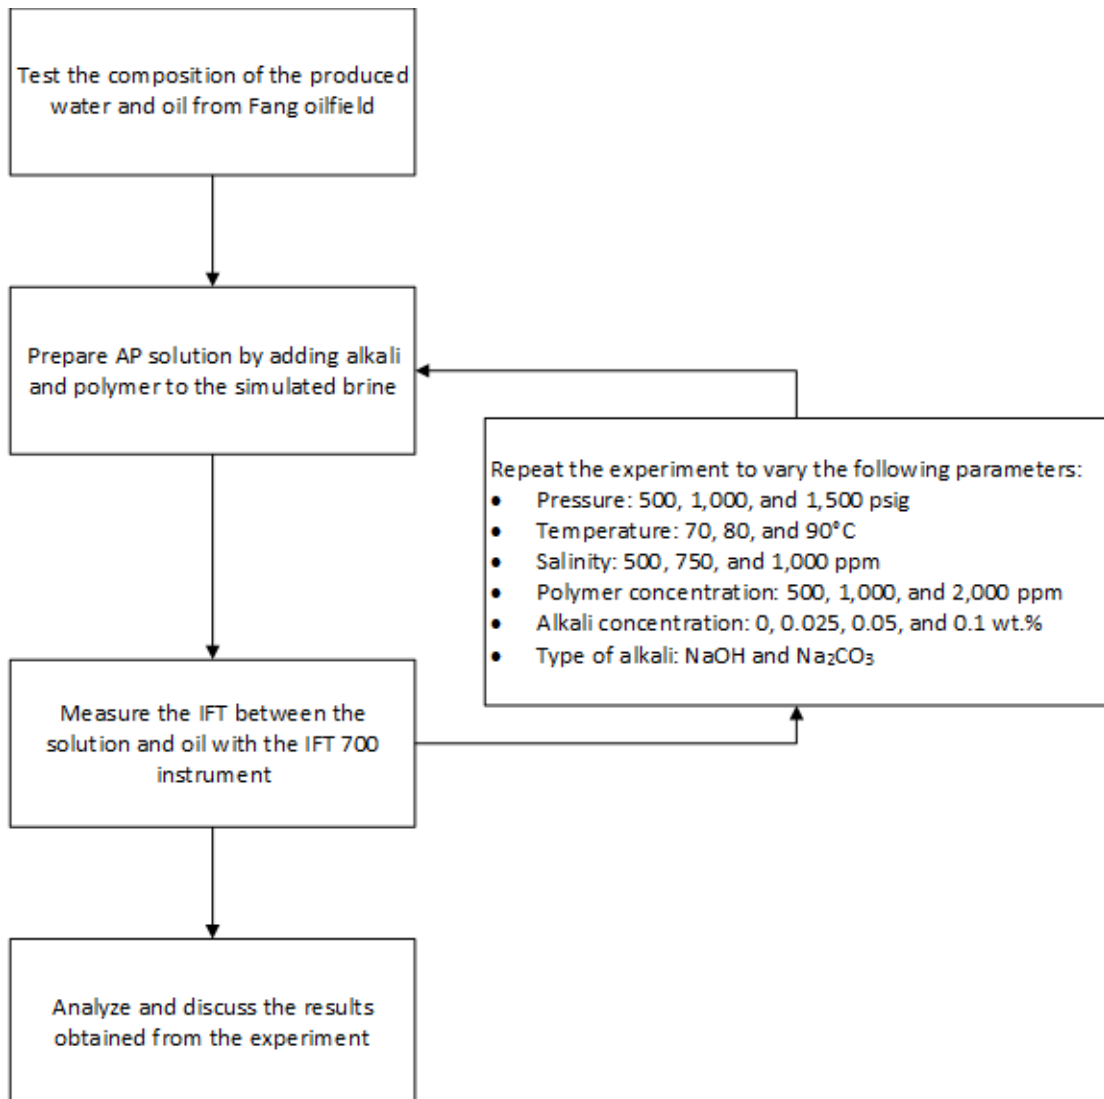 Test the composition of the produced
water and oil from Fang oilfield
Prepare AP solution by adding alkali
and polymer to the simulated brine
Repeat the experiment to vary the following parameters:
• Pressure: 500, 1,000, and 1,500 psig
• Temperature: 70, 80, and 90°C
• Salinity: 500, 750, and 1,000 ppm
• Polymer concentration: 500, 1,000, and 2,000 ppm
• Alkali concentration: 0, 0.025, 0.05, and 0.1 wt.%
• Type of alkali: NaOH and Na₂CO₃
Measure the IFT between the
solution and oil with the IFT 700
instrument
Analyze and discuss the results
obtained from the experiment